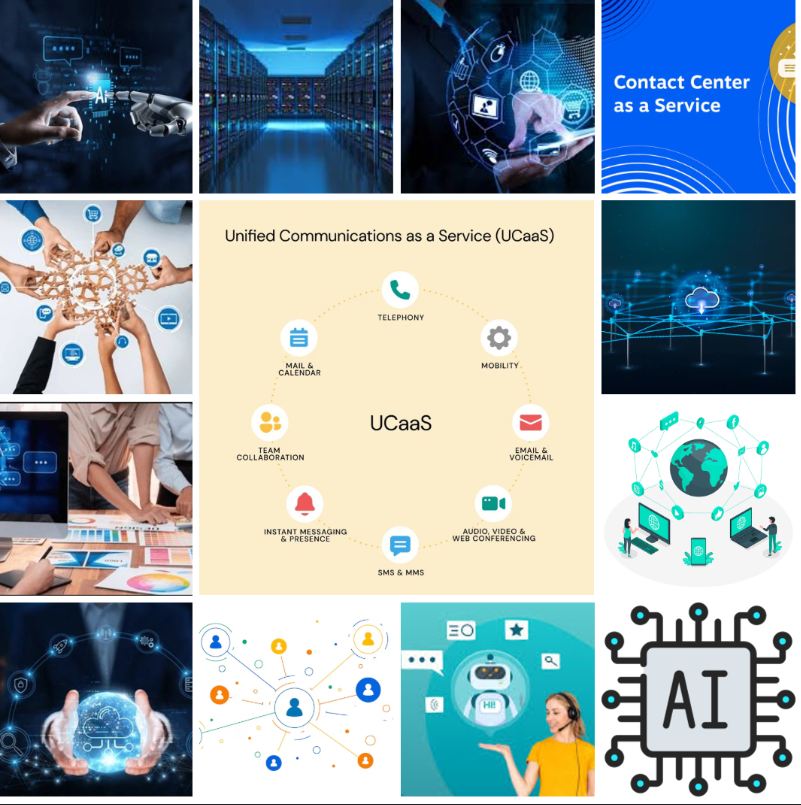 Ai
Contact Center
as a Service
Unified Communications as a Service (UCaaS)
TELEPHONY
MAIL &
CALENDAR
MOBILITY
UCaaS
TEAM
COLLABORATION
EMAIL &
VOICEMAIL
INSTANT MESSAGING
& PRESENCE
AUDIO, VIDEO &
WEB CONFERENCING
SMS & MMS
HI!
AI